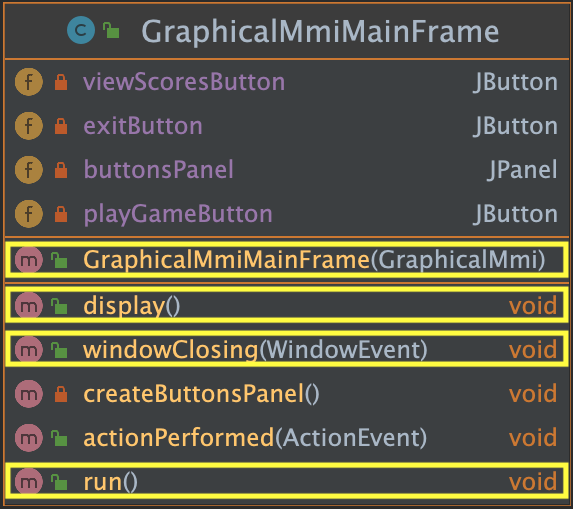 C GraphicalMmiMainFrame
f viewScoresButton JButton
f exitButton JButton
f buttonsPanel JPanel
f playGameButton JButton
m GraphicalMmiMainFrame(GraphicalMmi)
m display() void
m windowClosing(WindowEvent) void
m createButtonsPanel() void
m actionPerformed(ActionEvent) void
m run() void